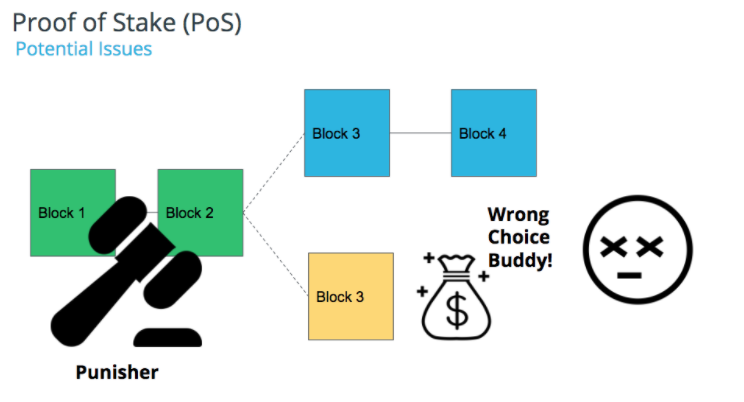 Proof of Stake (PoS)
Potential Issues
Block 3
Block 4
Block 1
Block 2
Wrong
Choice
Buddy!
Block 3
$
Punisher